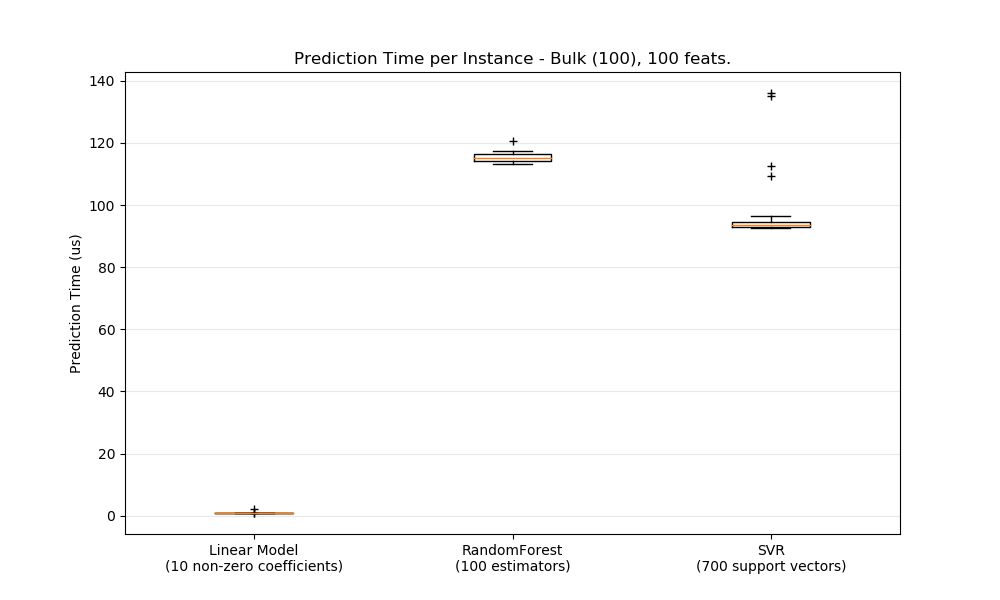 Prediction Time per Instance - Bulk (100), 100 feats.
140
120
100
80
60
40
20
0
Prediction Time (us)
Linear Model
(10 non-zero coefficients)
RandomForest
(100 estimators)
SVR
(700 support vectors)